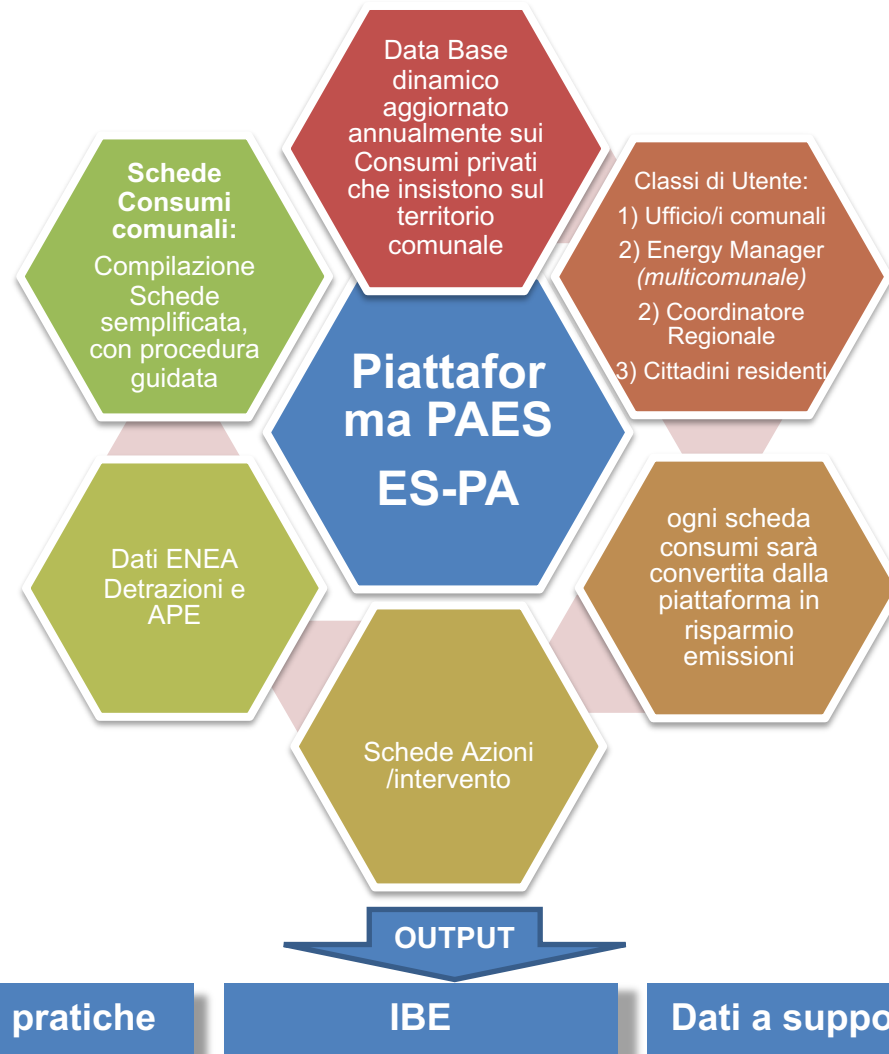 Data Base
dinamico
aggiornato
annualmente sui
Consumi privati
che insistono sul
territorio
comunale
Schede
Consumi
comunali:
Compilazione
Schede
semplificata,
con procedura
guidata
Classi di Utente:
1) Ufficio/i comunali
2) Energy Manager
(multicomunale)
2) Coordinatore
Regionale
3) Cittadini residenti
Piattafor
ma PAES
ES-PA
Dati ENEA
Detrazioni e
APE
ogni scheda
consumi sarà
convertita dalla
piattaforma in
risparmio
emissioni
Schede Azioni
/intervento
OUTPUT
pratiche
IBE
Dati a suppo